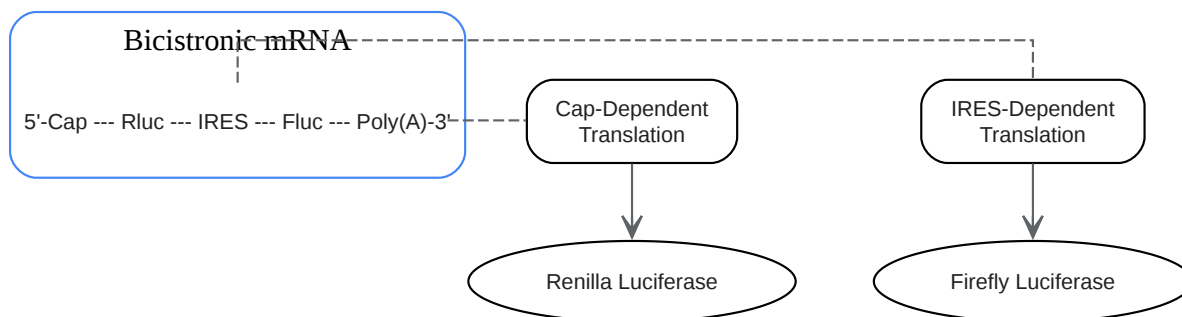 Bicistronic mRNA
5'-Cap --- Rluc --- IRES --- Fluc --- Poly(A)-3'
Cap-Dependent
Translation
IRES-Dependent
Translation
Renilla Luciferase
Firefly Luciferase